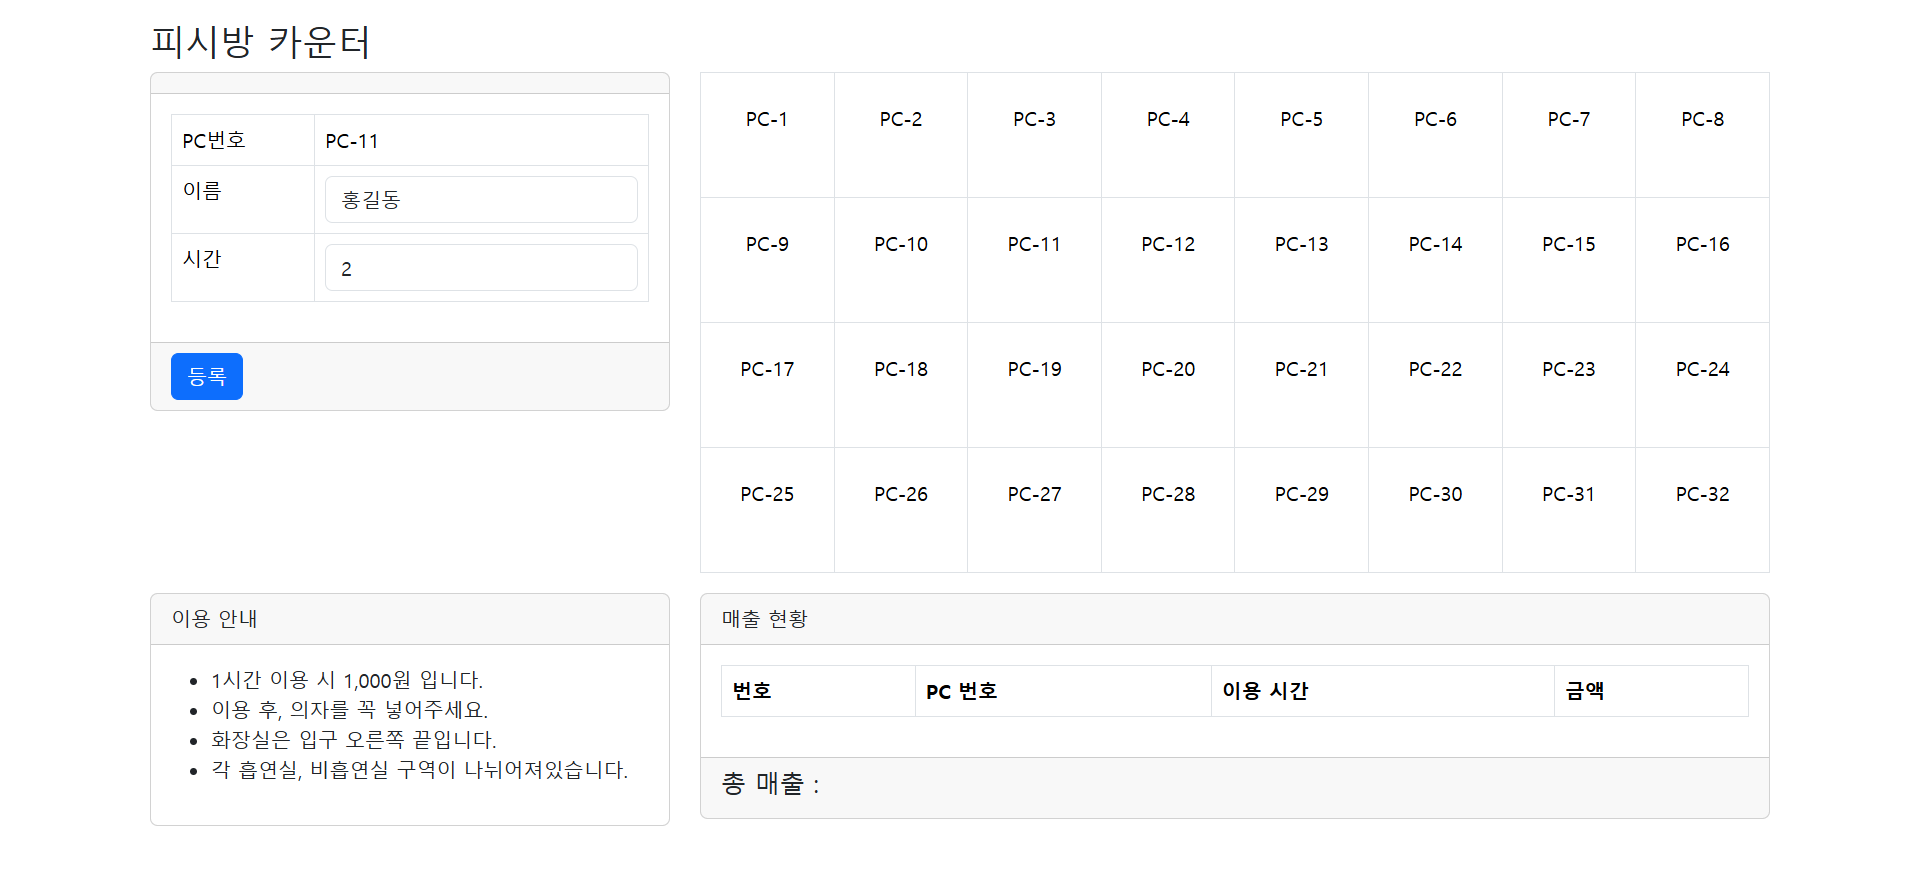 피시방 카운터
PC번호 PC-11
이름 홍길동
시간 2
등록
PC-1 PC-2 PC-3 PC-4 PC-5 PC-6 PC-7 PC-8
PC-9 PC-10 PC-11 PC-12 PC-13 PC-14 PC-15 PC-16
PC-17 PC-18 PC-19 PC-20 PC-21 PC-22 PC-23 PC-24
PC-25 PC-26 PC-27 PC-28 PC-29 PC-30 PC-31 PC-32
이용 안내
1시간 이용 시 1,000원 입니다.
이용 후, 의자를 꼭 넣어주세요.
화장실은 입구 오른쪽 끝입니다.
각 흡연실, 비흡연실 구역이 나뉘어져있습니다.
매출 현황
번호 PC 번호 이용 시간 금액
총 매출 :